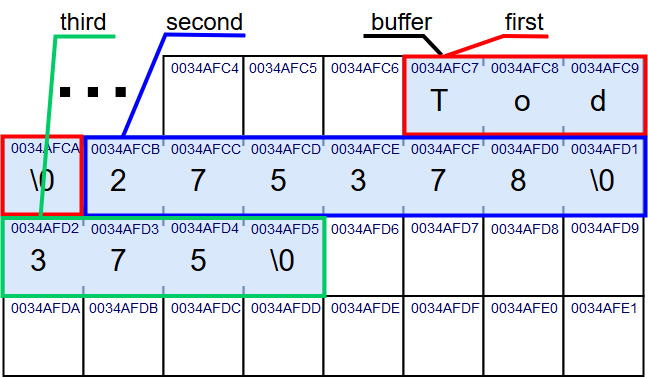 third second buffer first
... 0034AFC4 0034AFC5 0034AFC6 0034AFC7 0034AFC8 0034AFC9
T o d
0034AFCA 0034AFCB 0034AFCC 0034AFCD 0034AFCE 0034AFCF 0034AFD0 0034AFD1
\0 2 7 5 3 7 8 \0
0034AFD2 0034AFD3 0034AFD4 0034AFD5 0034AFD6 0034AFD7 0034AFD8 0034AFD9
3 7 5 \0
0034AFDA 0034AFDB 0034AFDC 0034AFDD 0034AFDE 0034AFDF 0034AFE0 0034AFE1